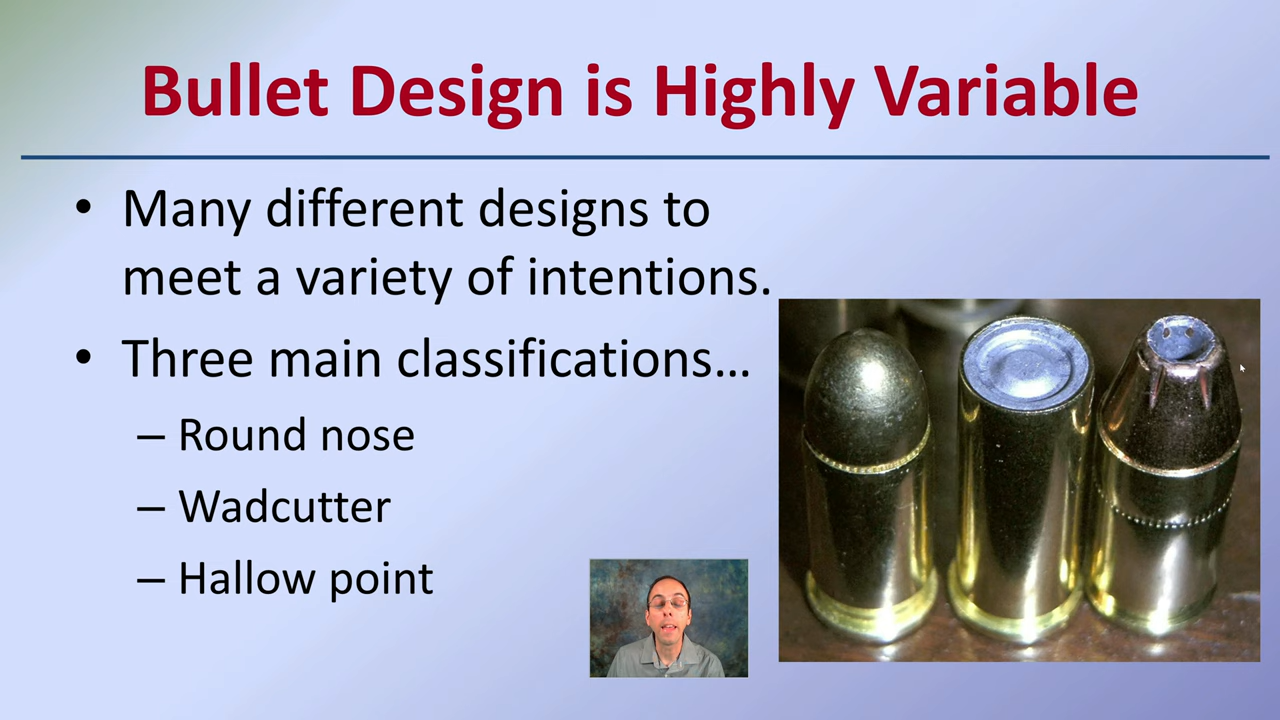 Bullet Design is Highly Variable
• Many different designs to
meet a variety of intentions.
• Three main classifications…
– Round nose
– Wadcutter
– Hallow point